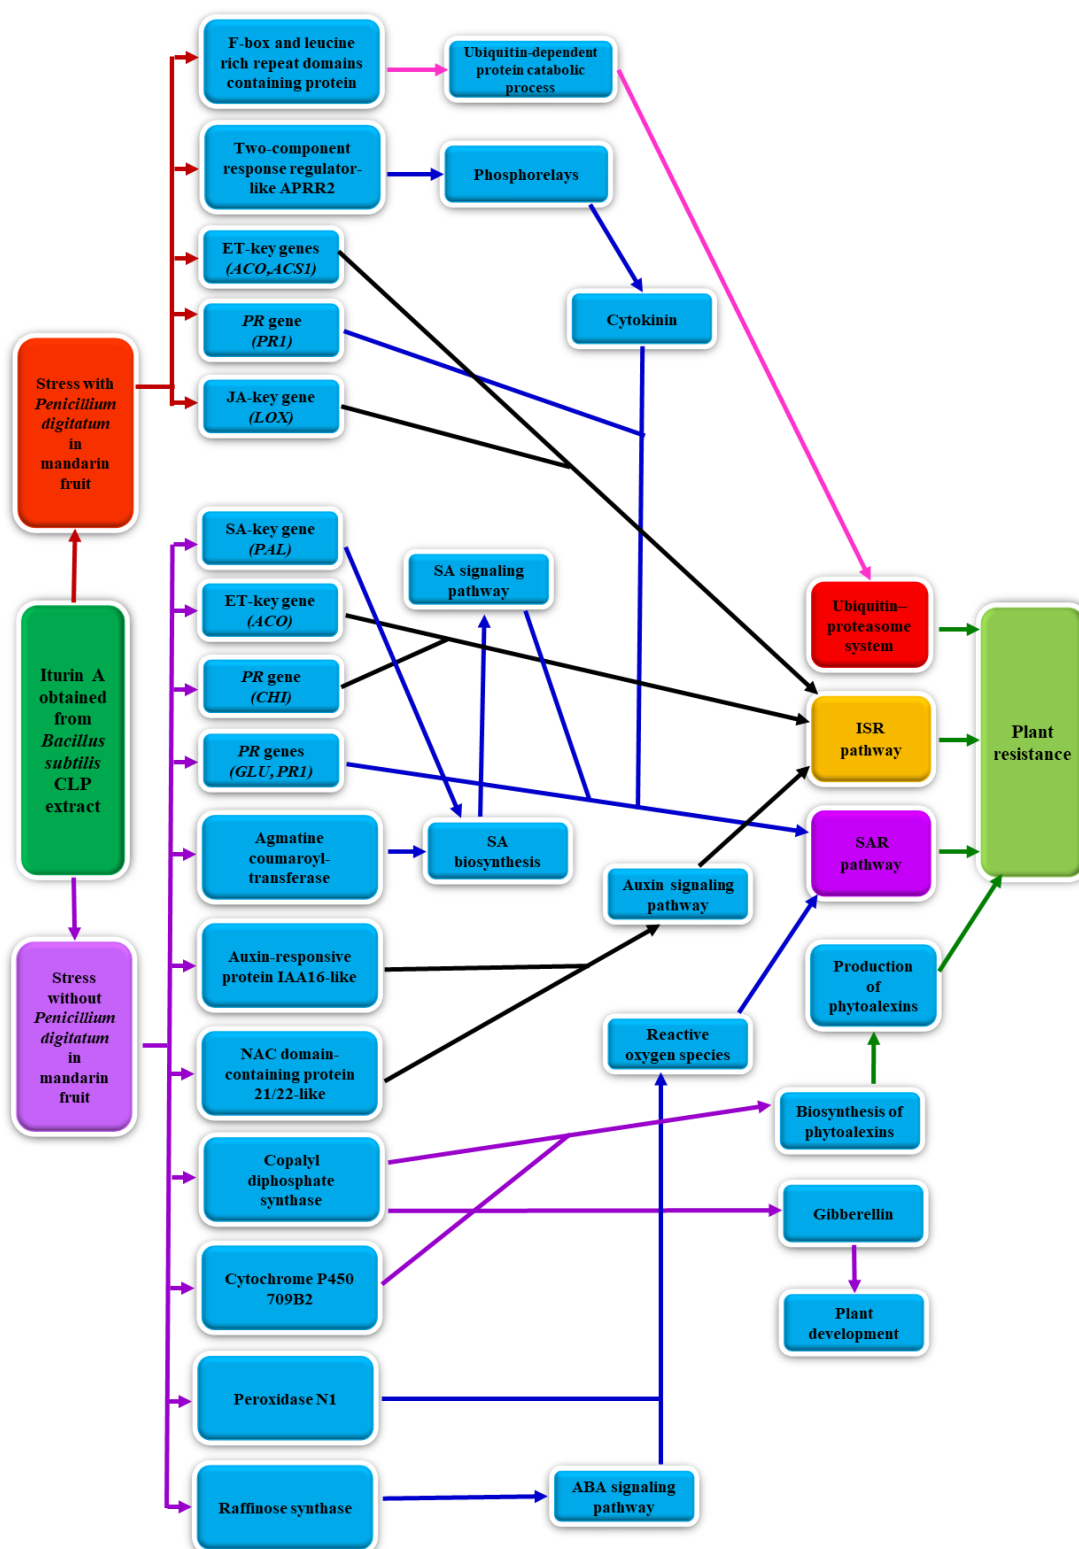 F-box and leucine
rich repeat domains
containing protein
Ubiquitin-dependent
protein catabolic
process
Two-component
response regulator-
like APRR2
Phosphorelays
ET-key genes
(ACO,ACS1)
PR gene
(PR1)
Cytokinin
JA-key gene
(LOX)
Stress with
Penicillium
digitatum
in
mandarin
fruit
SA-key gene
(PAL)
SA signaling
pathway
ET-key gene
(ACO)
Ubiquitin–
proteasome
system
Iturin A
obtained
from
Bacillus
subtilis
CLP
extract
PR gene
(CHI)
ISR
pathway
Plant
resistance
PR genes
(GLU, PR1)
Agmatine
coumaroyl-
transferase
SA
biosynthesis
SAR
pathway
Auxin signaling
pathway
Auxin-responsive
protein IAA16-like
Stress
without
Penicillium
digitatum
in
mandarin
fruit
Production
of
phytoalexins
NAC domain-
containing protein
21/22-like
Reactive
oxygen species
Biosynthesis of
phytoalexins
Copalyl
diphosphate
synthase
Gibberellin
Cytochrome P450
709B2
Plant
development
Peroxidase N1
Raffinose synthase
ABA signaling
pathway